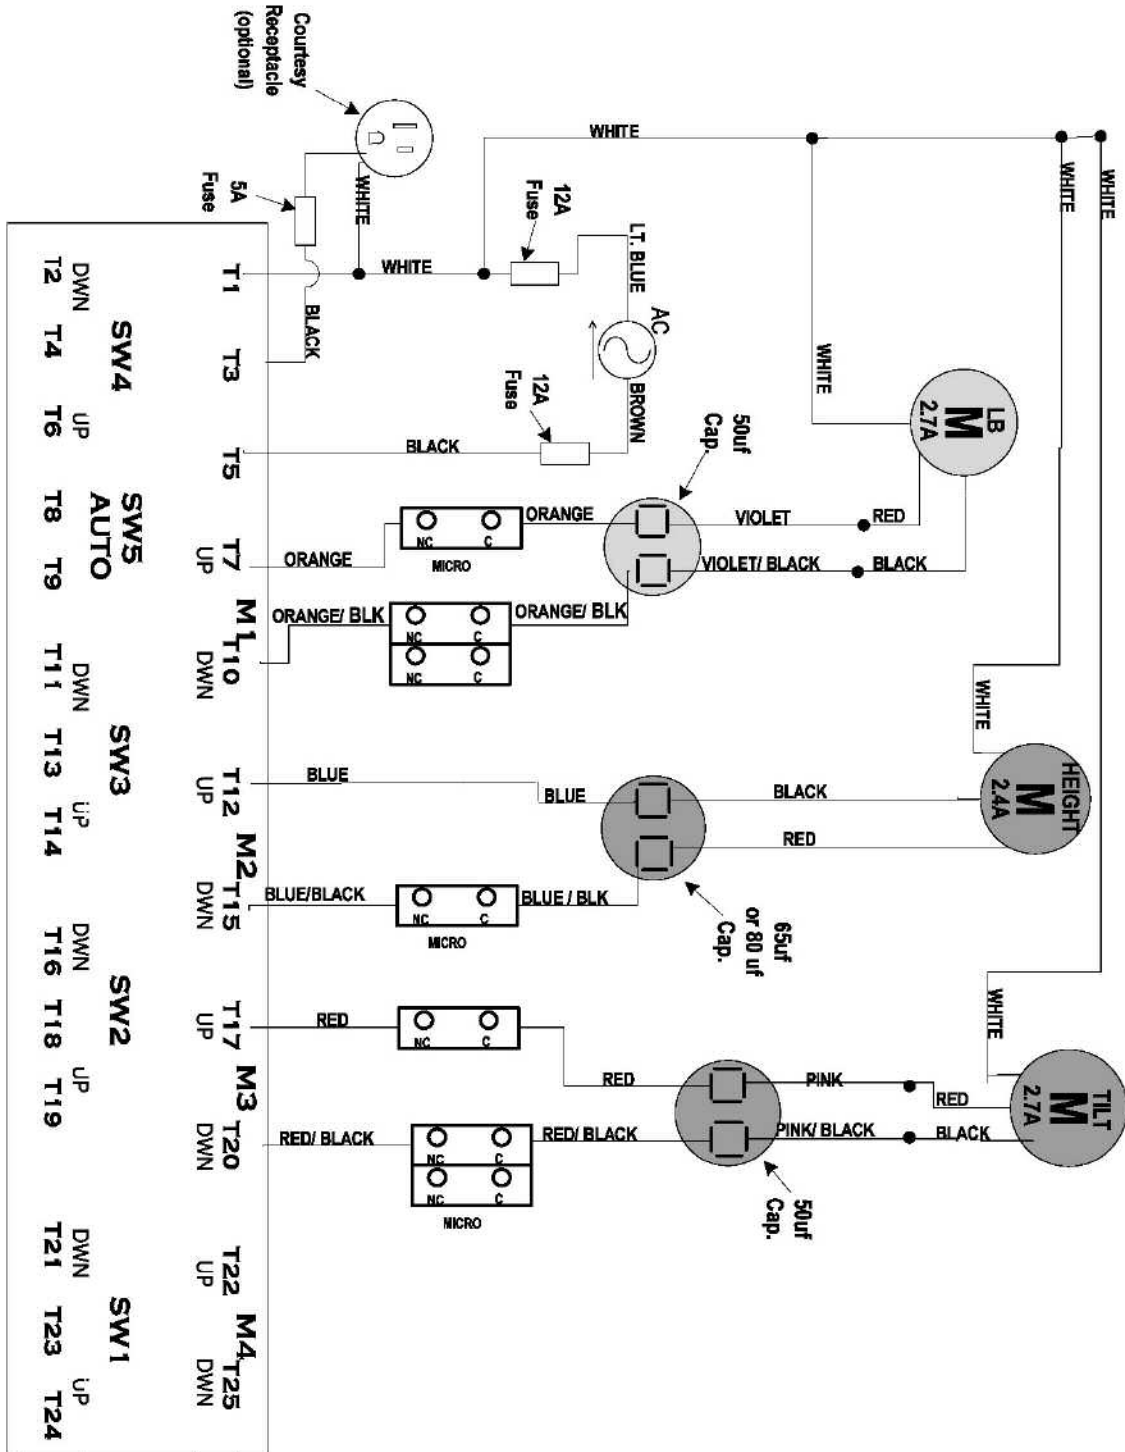 Courtesy
Receptacle
(optional)
5A
Fuse
WHITE
BLACK
WHITE
12A
Fuse
LT. BLUE
AC
BROWN
12A
Fuse
BLACK
WHITE
WHITE
WHITE
WHITE
LB
M
2.7A
50uf
Cap.
ORANGE
NC
C
MICRO
ORANGE
VIOLET
RED
ORANGE/ BLK
NC
C
NC
C
ORANGE/ BLK
VIOLET/ BLACK
BLACK
WHITE
HEIGHT
M
2.4A
BLUE
BLUE
BLACK
RED
65uf
or 80 uf
Cap.
BLUE/BLACK
NC
C
MICRO
BLUE / BLK
WHITE
TILT
M
2.7A
RED
NC
C
RED
PINK
RED
RED/ BLACK
NC
C
NC
C
MICRO
RED/ BLACK
PINK/ BLACK
BLACK
50uf
Cap.
T1
T3
T5
T7
UP
M1
T10
DWN
T12
UP
M2
T15
DWN
T17
UP
M3
T20
DWN
T22
UP
M4
T25
DWN
SW4
SW5
AUTO
SW3
SW2
SW1
DWN
T2
T4
UP
T6
T8
T9
DWN
T11
T13
UP
T14
DWN
T16
T18
UP
T19
DWN
T21
T23
UP
T24